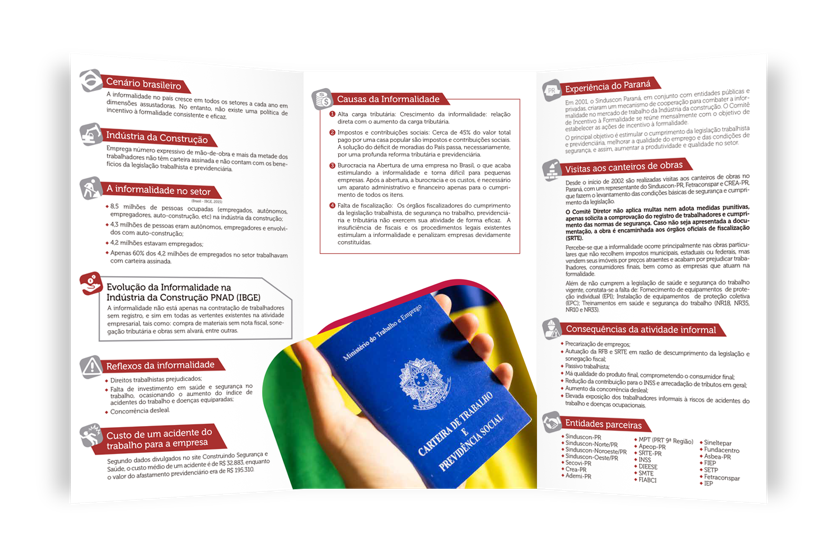 Cenário brasileiro
A informalidade no país cresce em todos os setores a cada ano em
dimensões assustadoras. No entanto, não existe uma política de
incentivo à formalidade consistente e eficaz.
Indústria da Construção
Emprega número expressivo de mão-de-obra e mais da metade dos
trabalhadores não têm carteira assinada e não contam com os bene-
fícios da legislação trabalhista e previdenciária.
A informalidade no setor
(Brasil - IBGE, 2015)
• 8,5 milhões de pessoas ocupadas (empregados, autônomos,
empregadores, auto-construção, etc) na indústria da construção;
• 4,3 milhões de pessoas eram autônomos, empregadores e envolvi-
dos com auto-construção;
• 4,2 milhões estavam empregados;
• Apenas 60% dos 4,2 milhões de empregados no setor trabalhavam
com carteira assinada.
Evolução da Informalidade na
Indústria da Construção PNAD (IBGE)
A informalidade não está apenas na contratação de trabalhadores
sem registro, e sim em todas as vertentes existentes na atividade
empresarial, tais como: compra de materiais sem nota fiscal, sone-
gação tributária e obras sem alvará, entre outras.
Reflexos da informalidade
• Direitos trabalhistas prejudicados;
• Falta de investimento em saúde e segurança no
trabalho, ocasionando o aumento do índice de
acidentes do trabalho e doenças equiparadas;
• Concorrência desleal.
Custo de um acidente do
trabalho para a empresa
Segundo dados divulgados no site Construindo Segurança e
Saúde, o custo médio de um acidente é de R$ 32.883, enquanto
o valor do afastamento previdenciário era de R$ 195.310.
Causas da Informalidade
1 Alta carga tributária: Crescimento da informalidade: relação
direta com o aumento da carga tributária.
2 Impostos e contribuições sociais: Cerca de 45% do valor total
pago por uma casa popular são impostos e contribuições sociais.
A solução do déficit de moradias do País passa, necessariamente,
por uma profunda reforma tributária e previdenciária.
3 Burocracia na Abertura de uma empresa no Brasil, o que acaba
estimulando a informalidade e torna difícil para pequenas
empresas. Após a abertura, a burocracia e os custos, é necessário
um aparato administrativo e financeiro apenas para o cumpri-
mento de todos os itens.
4 Falta de fiscalização: Os órgãos fiscalizadores do cumprimento
da legislação trabalhista, de segurança no trabalho, previdenciá-
ria e tributária não exercem sua atividade de forma eficaz. A
insuficiência de fiscais e os procedimentos legais existentes
estimulam a informalidade e penalizam empresas devidamente
constituídas.
Ministério do Trabalho e Emprego
CARTEIRA DE TRABALHO
E
PREVIDÊNCIA SOCIAL
PR
Experiência do Paraná
Em 2001, o Sinduscon Paraná, em conjunto com entidades públicas e
privadas, criaram um mecanismo de cooperação para combater a infor-
malidade no mercado de trabalho da Indústria da construção. O Comitê
de Incentivo à Formalidade se reúne mensalmente com o objetivo de
estabelecer as ações de incentivo à formalidade.
O principal objetivo é estimular o cumprimento da legislação trabalhista
e previdenciária, melhorar a qualidade do emprego e das condições de
segurança, e assim, aumentar a produtividade e qualidade no setor.
Visitas aos canteiros de obras
Desde o início de 2002 são realizadas visitas aos canteiros de obras no
Paraná, com um representante do Sinduscon-PR, Fetraconspar e CREA-PR,
que fazem o levantamento das condições básicas de segurança e cumpri-
mento da legislação.
O Comitê Diretor não aplica multas nem adota medidas punitivas,
apenas solicita a comprovação do registro de trabalhadores e cumpri-
mento das normas de segurança. Caso não seja apresentada a docu-
mentação, a obra é encaminhada aos órgãos oficiais de fiscalização
(SRTE).
Percebe-se que a informalidade ocorre principalmente nas obras particu-
lares que não recolhem impostos municipais, estaduais ou federais, mas
vendem seus imóveis por preços atraentes e acabam por prejudicar traba-
lhadores, consumidores finais, bem como as empresas que atuam na
formalidade.
Além de não cumprem a legislação de saúde e segurança do trabalho
vigente, constata-se a falta de: Fornecimento de equipamentos de prote-
ção individual (EPI); Instalação de equipamentos de proteção coletiva
(EPC); Treinamentos em saúde e segurança do trabalho (NR18, NR35,
NR10 e NR33).
Consequências da atividade informal
• Precarização de empregos;
• Autuação da RFB e SRTE em razão de descumprimento da legislação e
sonegação fiscal;
• Passivo trabalhista;
• Má qualidade do produto final, comprometendo o consumidor final;
• Redução da contribuição para o INSS e arrecadação de tributos em geral;
• Aumento da concorrência desleal;
• Elevada exposição dos trabalhadores informais à riscos de acidentes do
trabalho e doenças ocupacionais.
Entidades parceiras
• Sinduscon-PR
• Sinduscon-Norte/PR
• Sinduscon-Noroeste/PR
• Sinduscon-Oeste/PR
• Secovi-PR
• Crea-PR
• Ademi-PR
• MPT (PRT 9ª Região)
• Apeop-PR
• SRTE-PR
• INSS
• DIEESE
• SMTE
• FIABCI
• Sineltepar
• Fundacentro
• Asbea-PR
• FIEP
• SETP
• Fetraconspar
• IEP